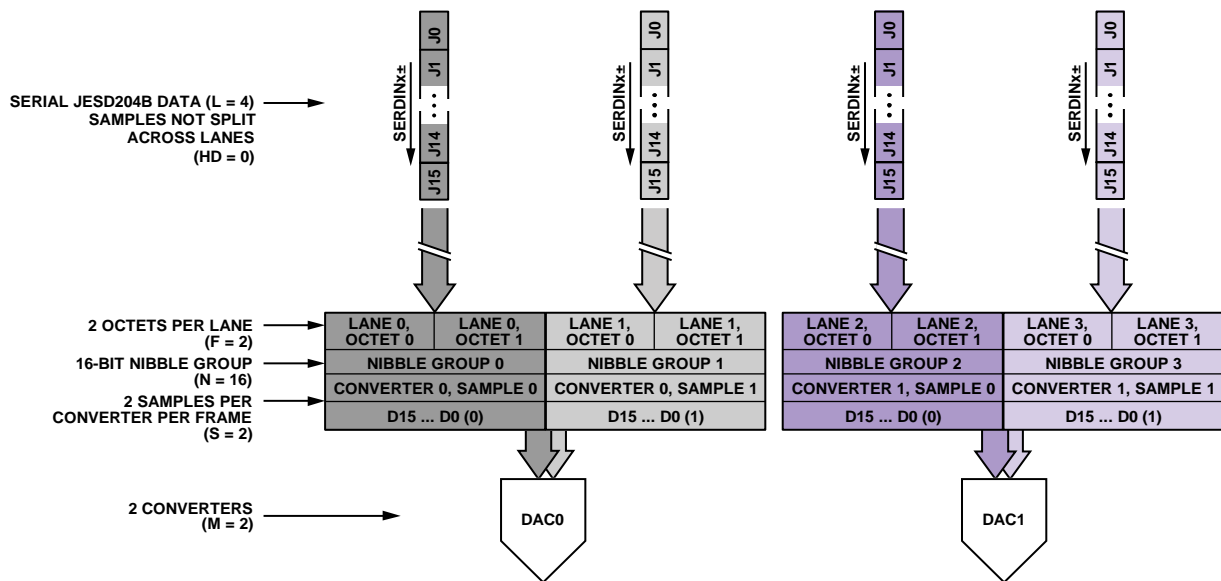 J0
J1
J14
J15
SERDINx±
J0
J1
J14
J15
SERDINx±
J0
J1
J14
J15
SERDINx±
J0
J1
J14
J15
SERDINx±
SERIAL JESD204B DATA (L = 4)
SAMPLES NOT SPLIT
ACROSS LANES
(HD = 0)
2 OCTETS PER LANE
(F = 2)
LANE 0,
OCTET 0
LANE 0,
OCTET 1
LANE 1,
OCTET 0
LANE 1,
OCTET 1
LANE 2,
OCTET 0
LANE 2,
OCTET 1
LANE 3,
OCTET 0
LANE 3,
OCTET 1
16-BIT NIBBLE GROUP
(N = 16)
NIBBLE GROUP 0
NIBBLE GROUP 1
NIBBLE GROUP 2
NIBBLE GROUP 3
2 SAMPLES PER
CONVERTER PER FRAME
(S = 2)
CONVERTER 0, SAMPLE 0
CONVERTER 0, SAMPLE 1
CONVERTER 1, SAMPLE 0
CONVERTER 1, SAMPLE 1
D15 ... D0 (0)
D15 ... D0 (1)
D15 ... D0 (0)
D15 ... D0 (1)
2 CONVERTERS
(M = 2)
DAC0
DAC1